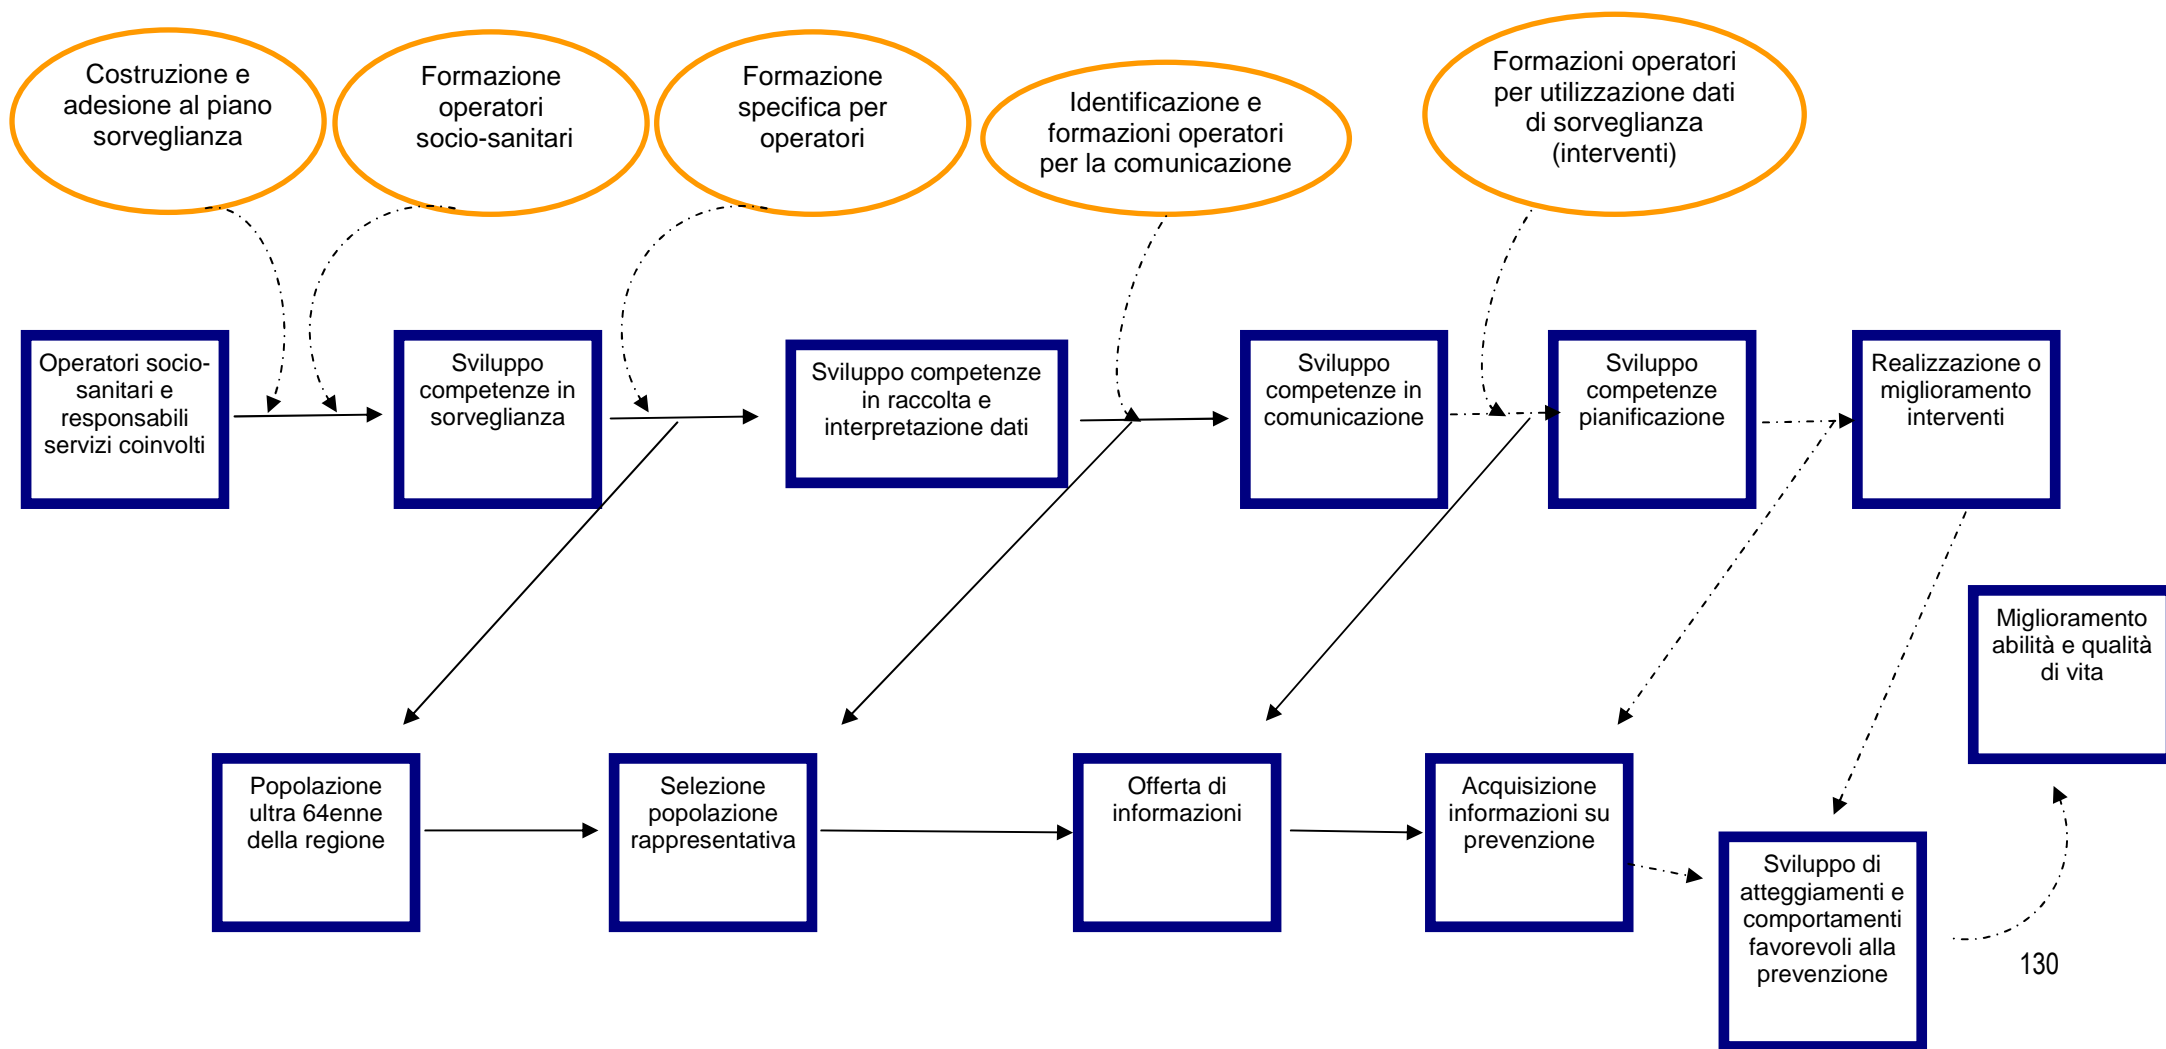 Costruzione e
adesione al piano
sorveglianza
Formazione
operatori
socio-sanitari
Formazione
specifica per
operatori
Identificazione e
formazioni operatori
per la comunicazione
Formazioni operatori
per utilizzazione dati
di sorveglianza
(interventi)
Operatori socio-
sanitari e
responsabili
servizi coinvolti
Sviluppo
competenze in
sorveglianza
Sviluppo competenze
in raccolta e
interpretazione dati
Sviluppo
competenze in
comunicazione
Sviluppo
competenze
pianificazione
Realizzazione o
miglioramento
interventi
Miglioramento
abilità e qualità
di vita
Popolazione
ultra 64enne
della regione
Selezione
popolazione
rappresentativa
Offerta di
informazioni
Acquisizione
informazioni su
prevenzione
Sviluppo di
atteggiamenti e
comportamenti
favorevoli alla
prevenzione
130